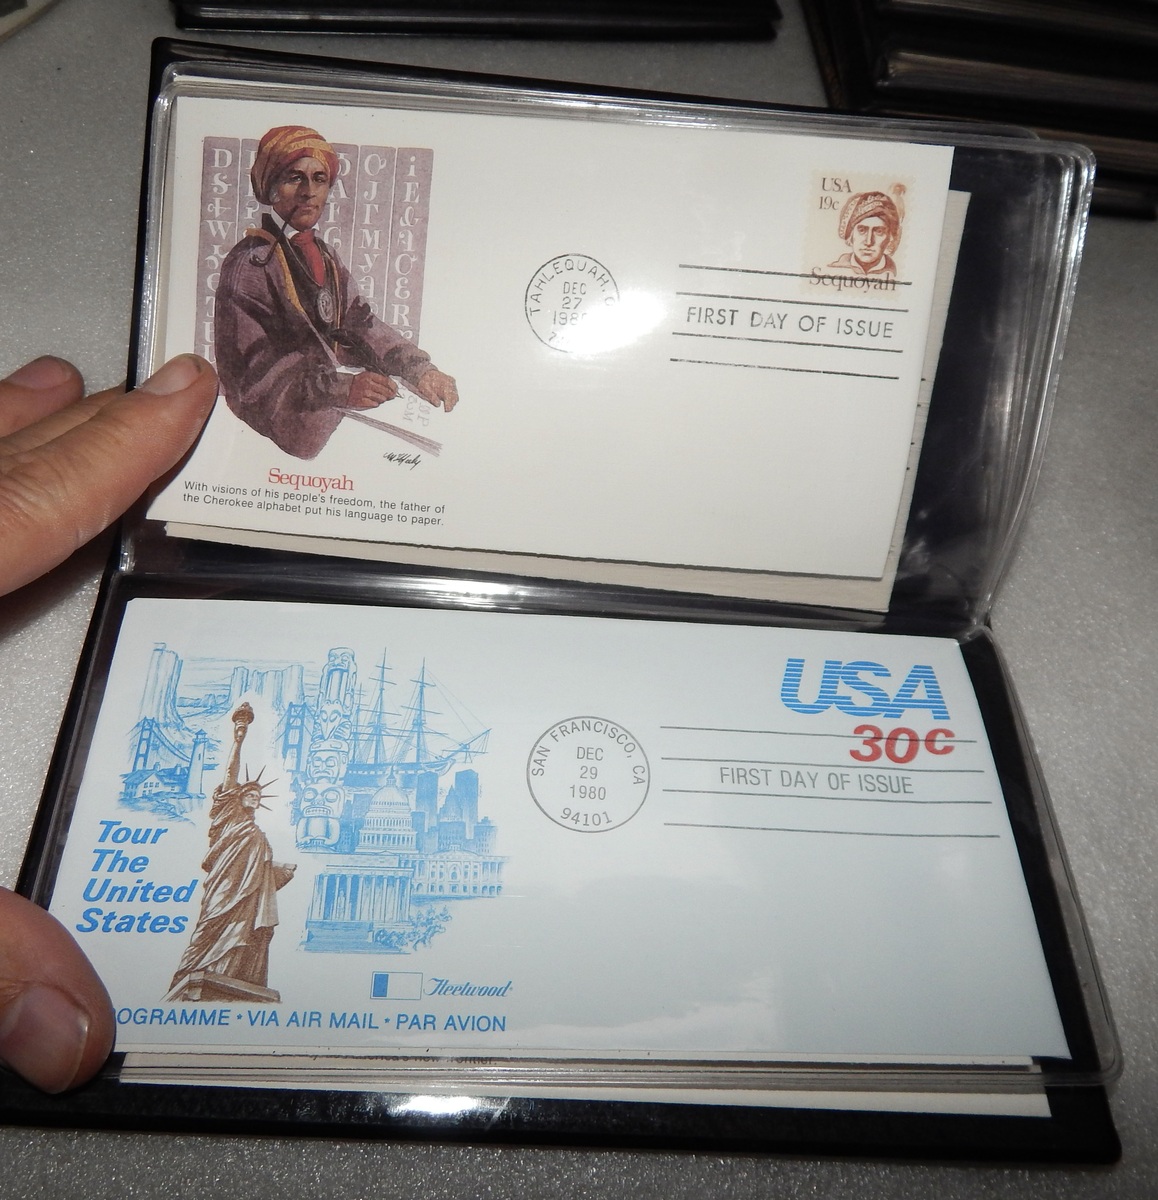 USA
19c
Sequoyah
TAHLEQUAH,
DEC
27
FIRST DAY OF ISSUE
Sequoyah
With visions of his people's freedom, the father of
the Cherokee alphabet put his language to paper.
USA
30c
SAN FRANCISCO, CA
DEC
29
1980
94101
FIRST DAY OF ISSUE
Tour
The
United
States
Fleetwood
VIA AIR MAIL • PAR AVION